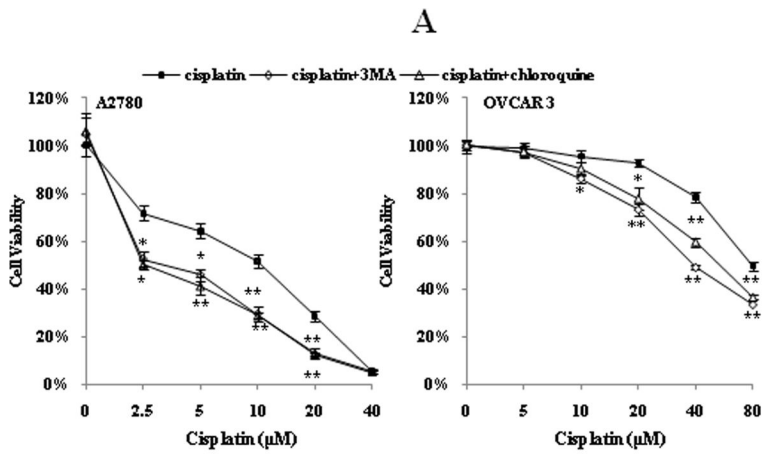 A
cisplatin cisplatin+3MA cisplatin+chloroquine
A2780
120%
100%
80%
60%
40%
20%
0%
Cell Viability
* * ** **
* ** ** **
0 2.5 5 10 20 40
Cisplatin (μM)
OVCAR 3
120%
100%
80%
60%
40%
20%
0%
Cell Viability
* ** **
* ** ** **
0 5 10 20 40 80
Cisplatin (μM)